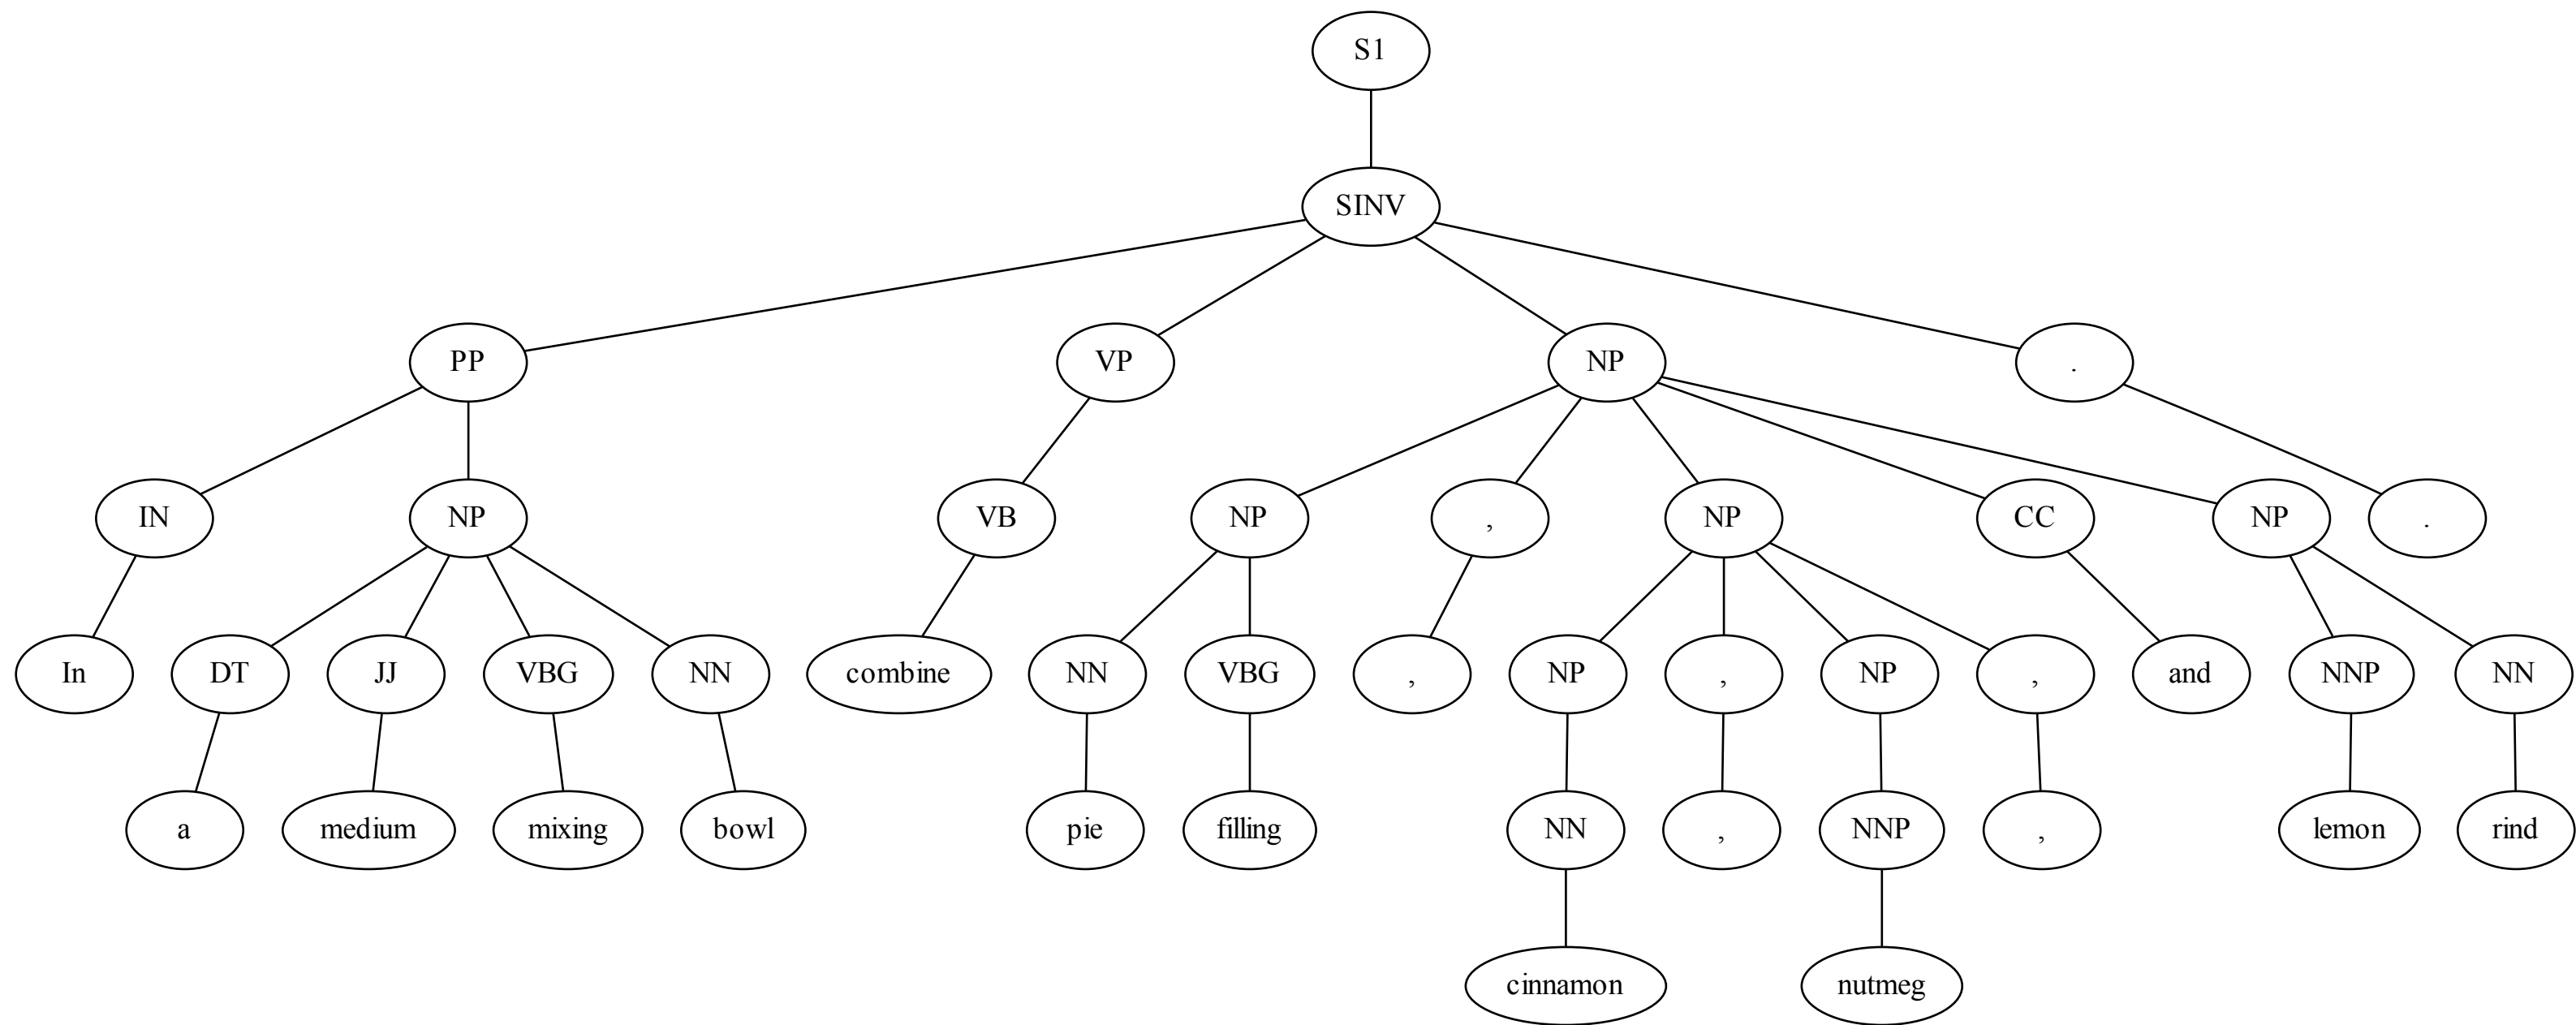 S1
SINV
PP VP NP .
IN NP VB NP , NP CC NP .
In DT JJ VBG NN combine NN VBG , NP , NP , and NNP NN
a medium mixing bowl pie filling NN , NNP , lemon rind
cinnamon nutmeg